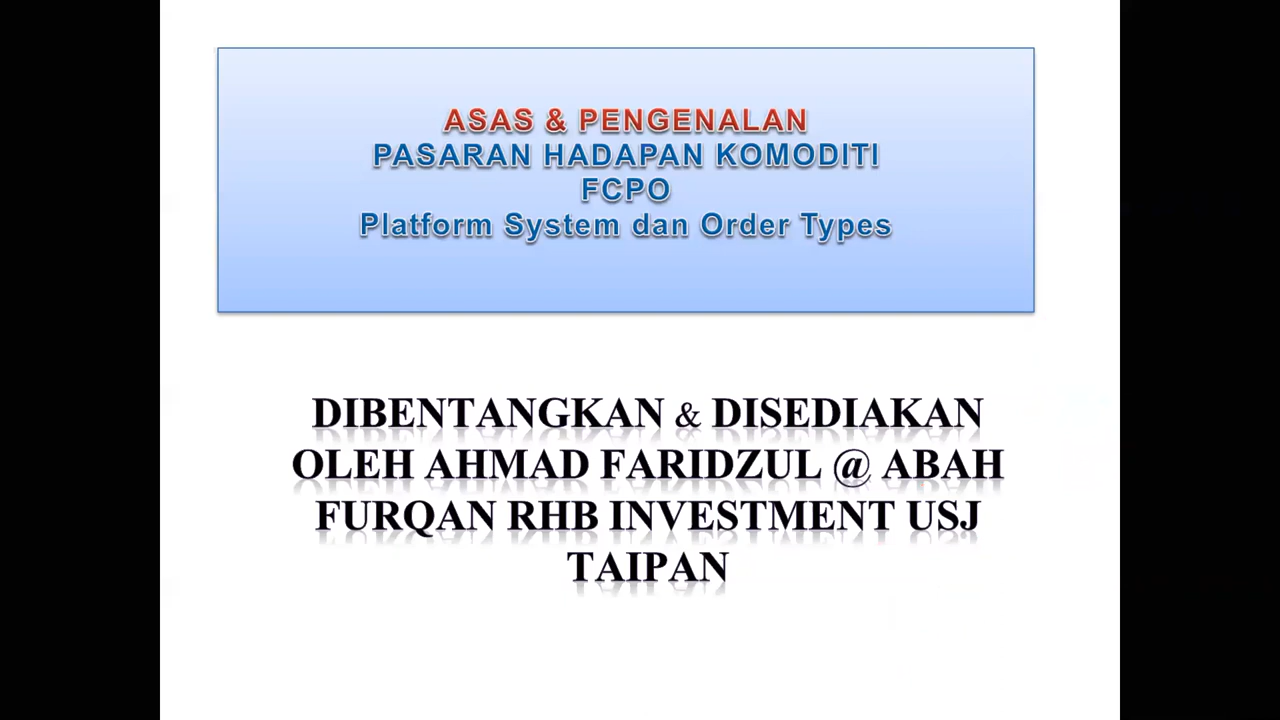 ASAS & PENGENALAN
PASARAN HADAPAN KOMODITI
FCPO
Platform System dan Order Types
DIBENTANGKAN & DISEDIAKAN
OLEH AHMAD FARIDZUL @ ABAH
FURQAN RHB INVESTMENT USJ
TAIPAN